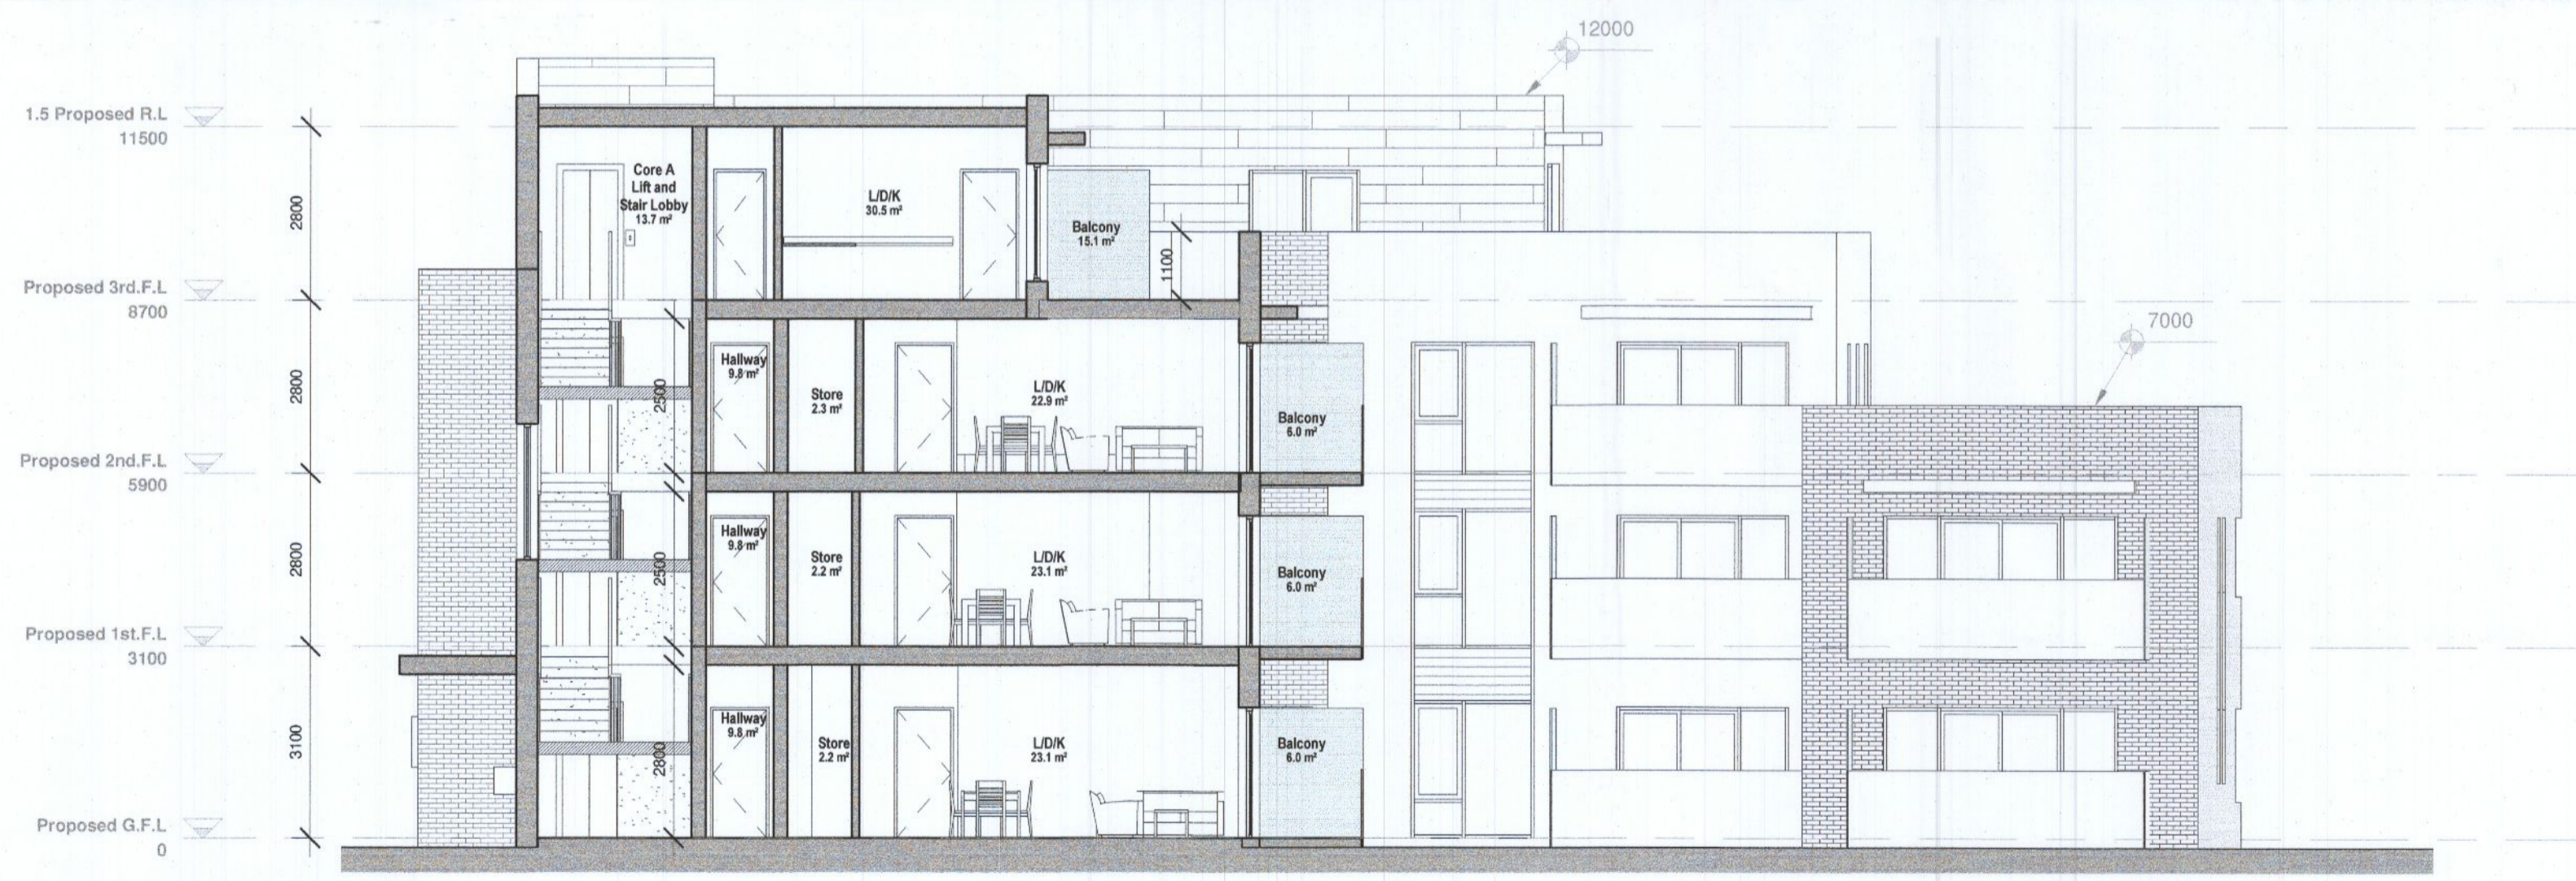 12000
1.5 Proposed R.L
11500
Core A
Lift and
Stair Lobby
13.7 m²
L/D/K
30.5 m²
2800
Balcony
15.1 m²
1100
Proposed 3rd.F.L
8700
7000
Hallway
9.8 m²
2800
2500
Store
2.3 m²
L/D/K
22.9 m²
Balcony
6.0 m²
Proposed 2nd.F.L
5900
Hallway
9.8 m²
2800
2500
Store
2.2 m²
L/D/K
23.1 m²
Balcony
6.0 m²
Proposed 1st.F.L
3100
Hallway
9.8 m²
3100
2800
Store
2.2 m²
L/D/K
23.1 m²
Balcony
6.0 m²
Proposed G.F.L
0